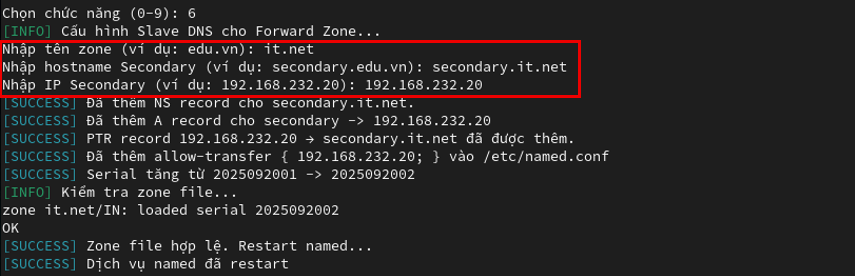 Chọn chức năng (0-9): 6
[INFO] Cấu hình Slave DNS cho Forward Zone...
Nhập tên zone (ví dụ: edu.vn): it.net
Nhập hostname Secondary (ví dụ: secondary.edu.vn): secondary.it.net
Nhập IP Secondary (ví dụ: 192.168.232.20): 192.168.232.20
[SUCCESS] Đã thêm NS record cho secondary.it.net.
[SUCCESS] Đã thêm A record cho secondary -> 192.168.232.20
[SUCCESS] PTR record 192.168.232.20 → secondary.it.net đã được thêm.
[SUCCESS] Đã thêm allow-transfer { 192.168.232.20; } vào /etc/named.conf
[SUCCESS] Serial tăng từ 2025092001 -> 2025092002
[INFO] Kiểm tra zone file...
zone it.net/IN: loaded serial 2025092002
OK
[SUCCESS] Zone file hợp lệ. Restart named...
[SUCCESS] Dịch vụ named đã restart